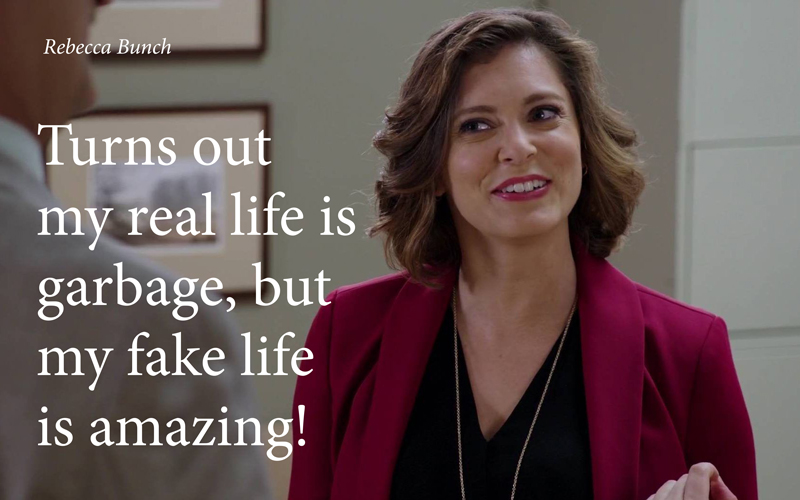 Rebecca Bunch
Turns out
my real life is
garbage, but
my fake life
is amazing!